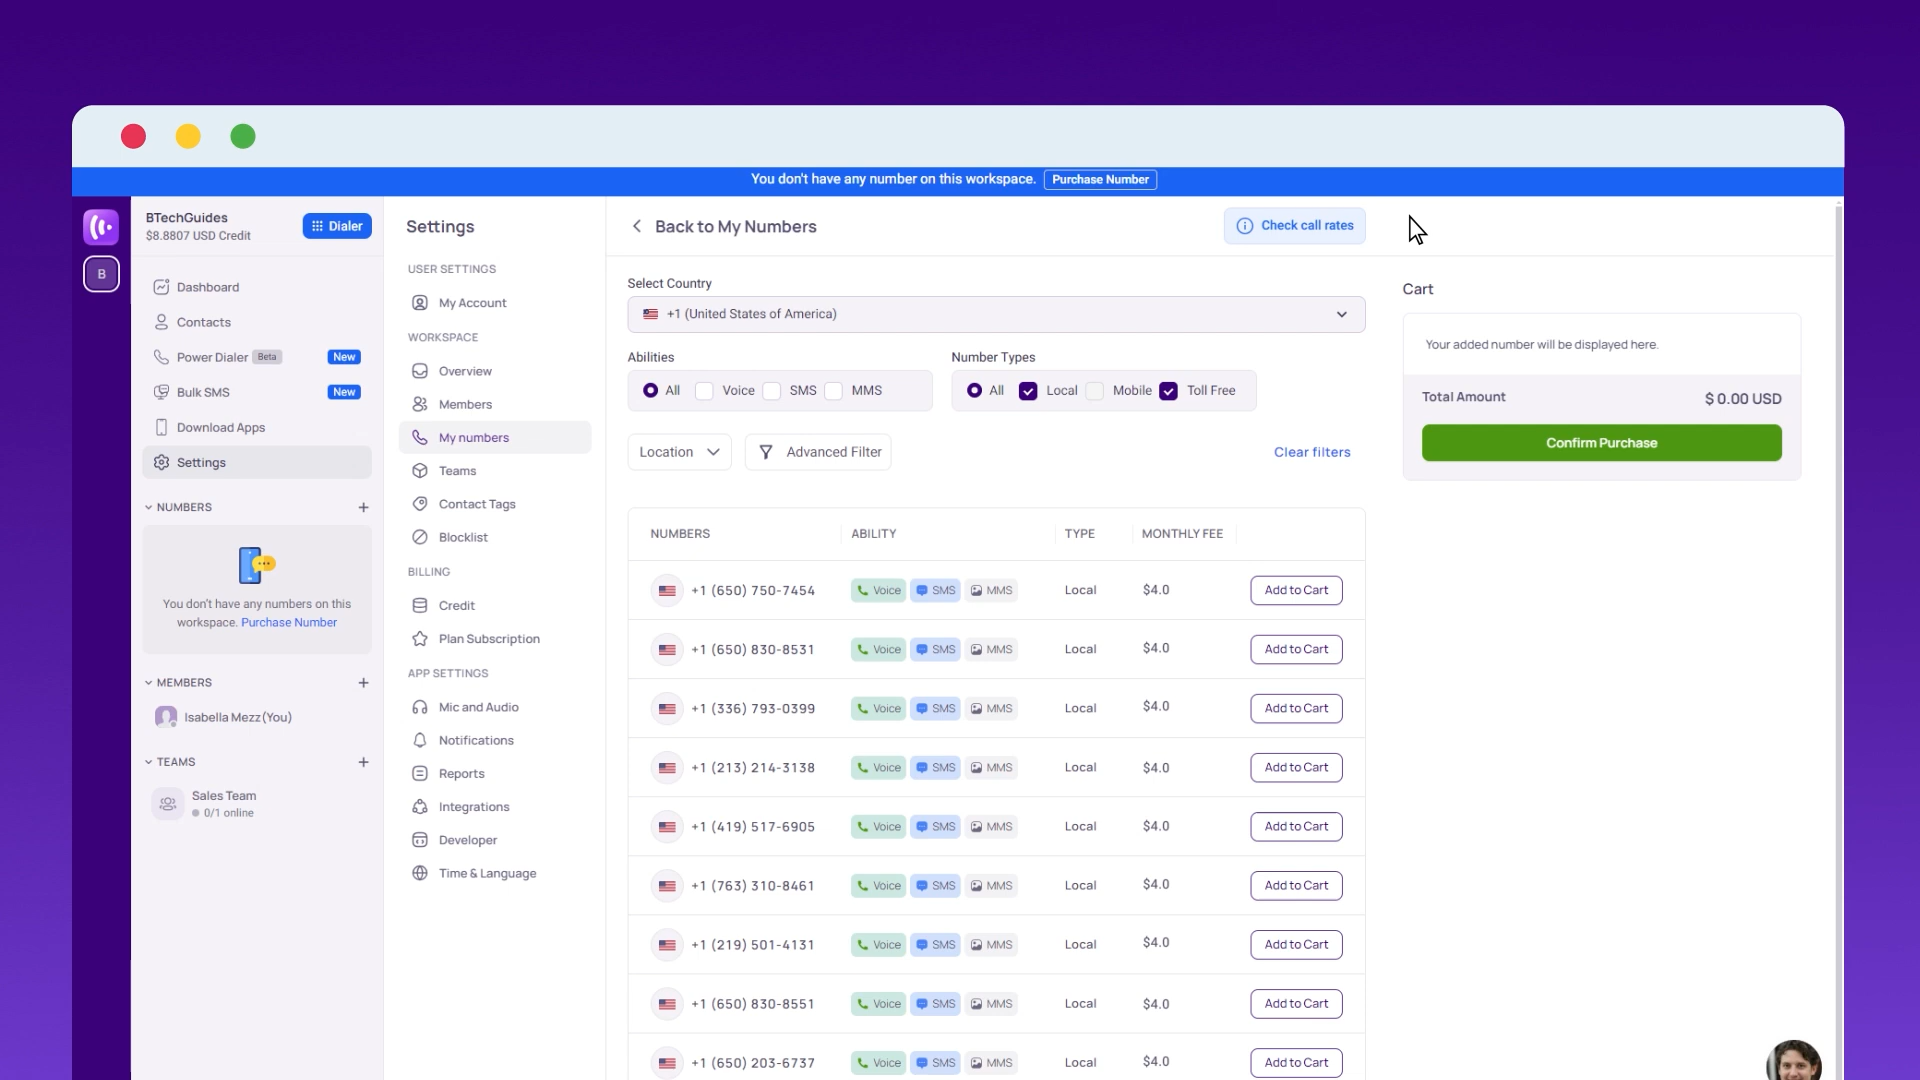 You don't have any number on this workspace. Purchase Number
BTechGuides
$8.8807 USD Credit
Dialer
B
Dashboard
Contacts
Power Dialer Beta New
Bulk SMS New
Download Apps
Settings
NUMBERS
You don't have any numbers on this
workspace. Purchase Number
MEMBERS
Isabella Mezz(You)
TEAMS
Sales Team
0/1 online
Settings
USER SETTINGS
My Account
WORKSPACE
Overview
Members
My numbers
Teams
Contact Tags
Blocklist
BILLING
Credit
Plan Subscription
APP SETTINGS
Mic and Audio
Notifications
Reports
Integrations
Developer
Time & Language
Back to My Numbers
Check call rates
Select Country
+1 (United States of America)
Abilities
All Voice SMS MMS
Number Types
All Local Mobile Toll Free
Location
Advanced Filter
Clear filters
NUMBERS ABILITY TYPE MONTHLY FEE
+1 (650) 750-7454 Voice SMS MMS Local $4.0 Add to Cart
+1 (650) 830-8531 Voice SMS MMS Local $4.0 Add to Cart
+1 (336) 793-0399 Voice SMS MMS Local $4.0 Add to Cart
+1 (213) 214-3138 Voice SMS MMS Local $4.0 Add to Cart
+1 (419) 517-6905 Voice SMS MMS Local $4.0 Add to Cart
+1 (763) 310-8461 Voice SMS MMS Local $4.0 Add to Cart
+1 (219) 501-4131 Voice SMS MMS Local $4.0 Add to Cart
+1 (650) 830-8551 Voice SMS MMS Local $4.0 Add to Cart
+1 (650) 203-6737 Voice SMS MMS Local $4.0 Add to Cart
Cart
Your added number will be displayed here.
Total Amount $ 0.00 USD
Confirm Purchase